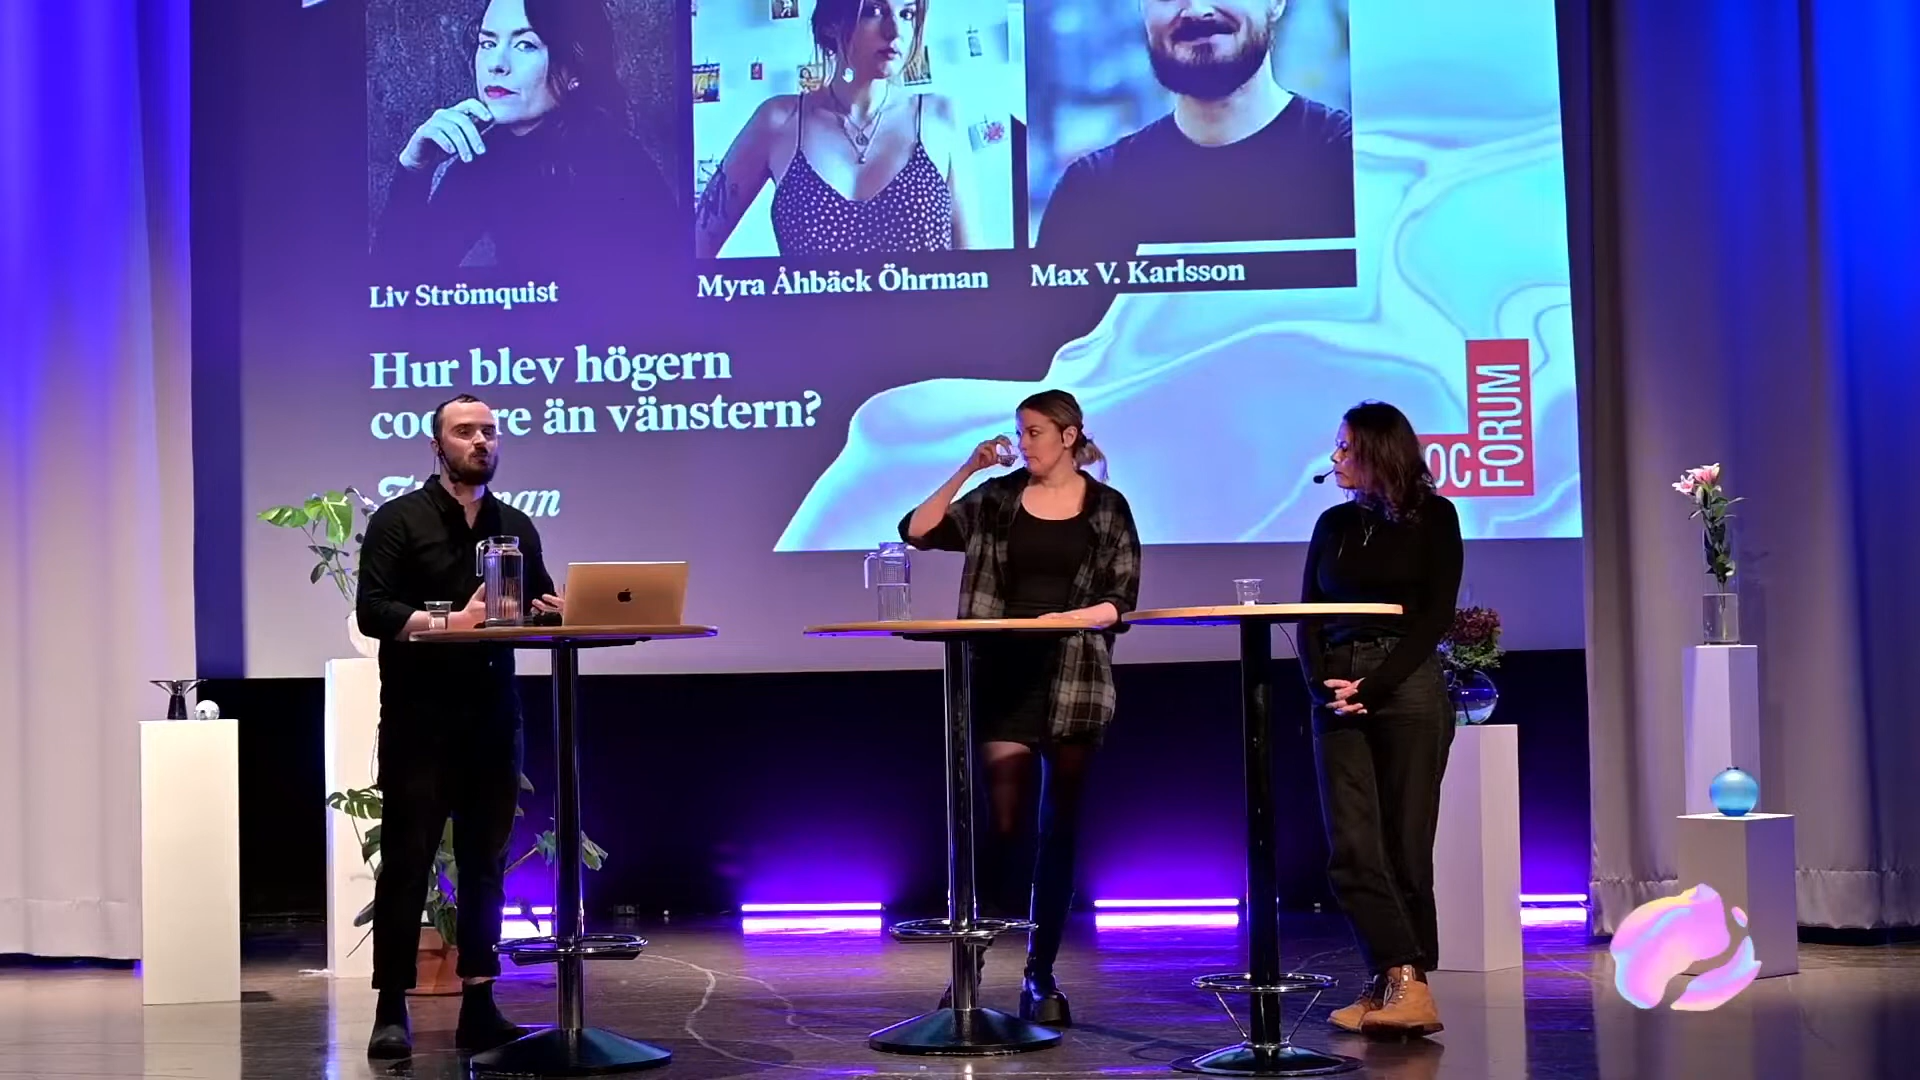 Liv Strömquist
Myra Åhbäck Öhrman
Max V. Karlsson
Hur blev högern
än vänstern?
FORUM